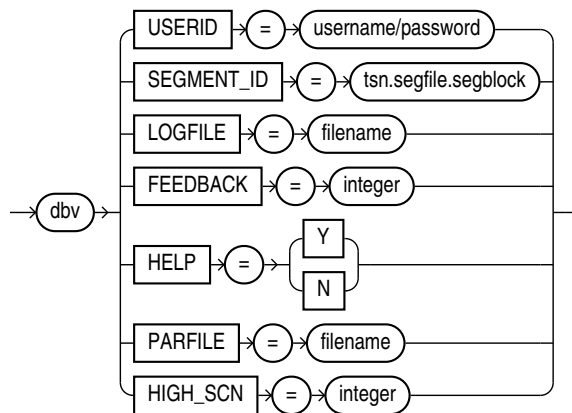 USERID = username/password
SEGMENT_ID = tsn.segfile.segblock
LOGFILE = filename
FEEDBACK = integer
dbv
Y
HELP =
N
PARFILE = filename
HIGH_SCN = integer